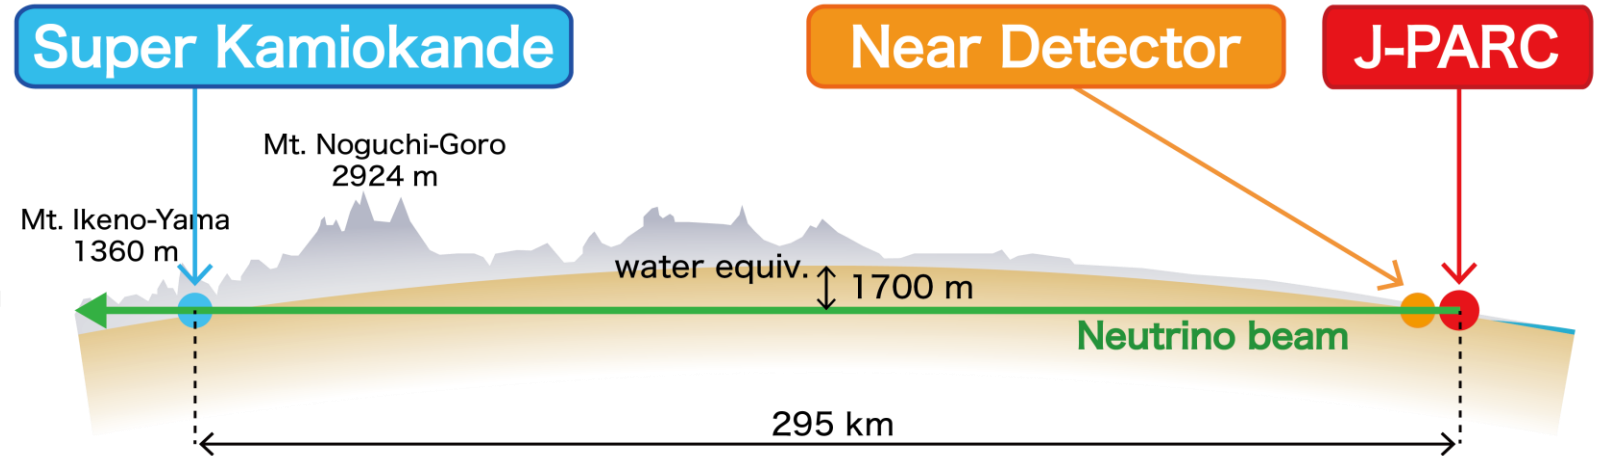 Super Kamiokande
Near Detector
J-PARC
Mt. Noguchi-Goro
2924 m
Mt. Ikeno-Yama
1360 m
water equiv.
1700 m
Neutrino beam
295 km